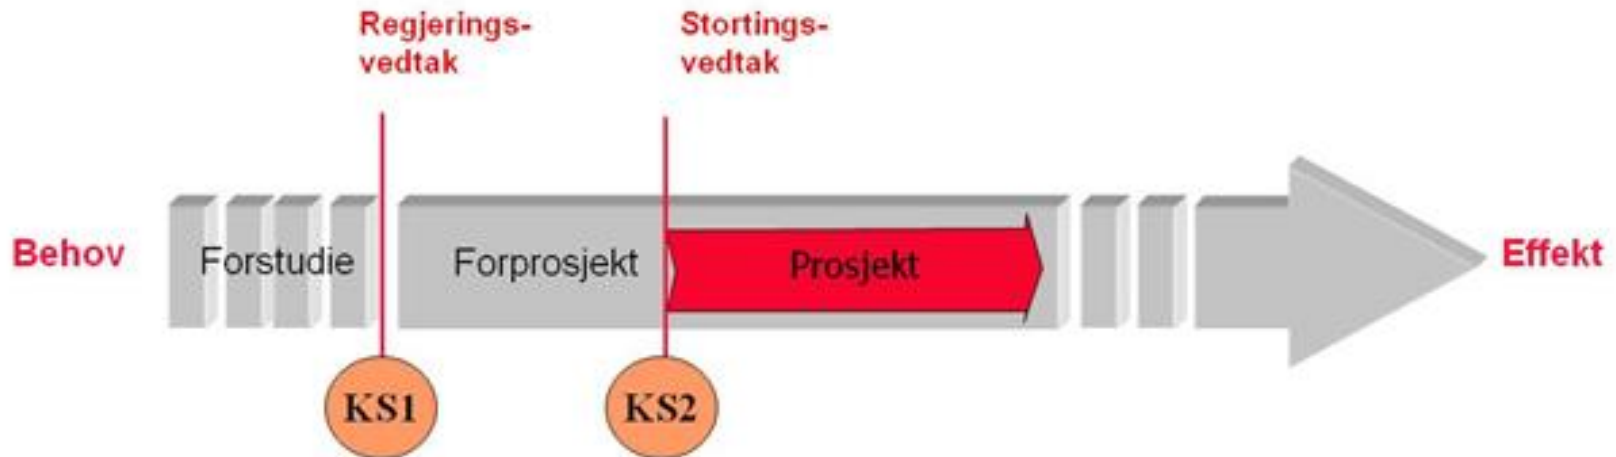 Regjerings-
vedtak
Stortings-
vedtak
Behov
Forstudie
Forprosjekt
Prosjekt
Effekt
KS1
KS2